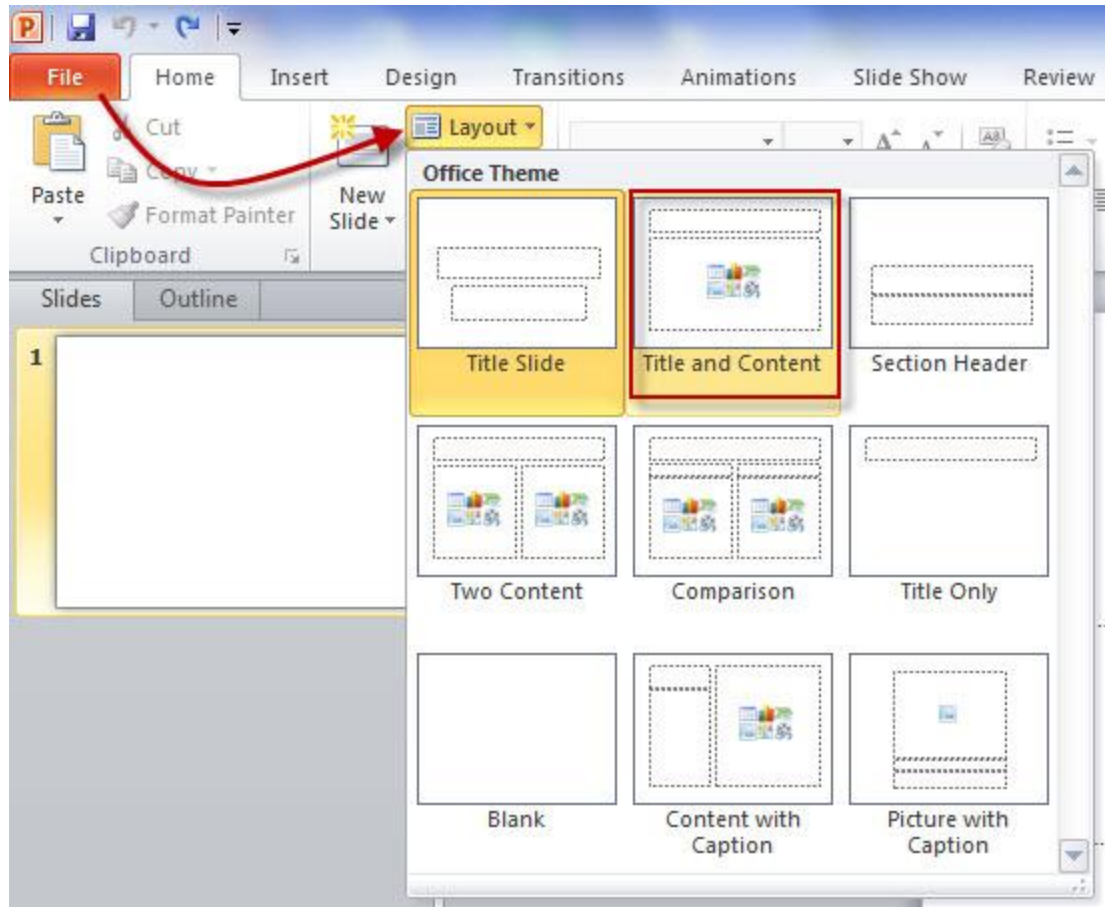 P
File Home Insert Design Transitions Animations Slide Show Review
Cut
Layout
Copy
Paste
New
Slide
Format Painter
Clipboard
Office Theme
Slides Outline
1
Title Slide Title and Content Section Header
Two Content Comparison Title Only
Blank Content with Picture with
Caption Caption